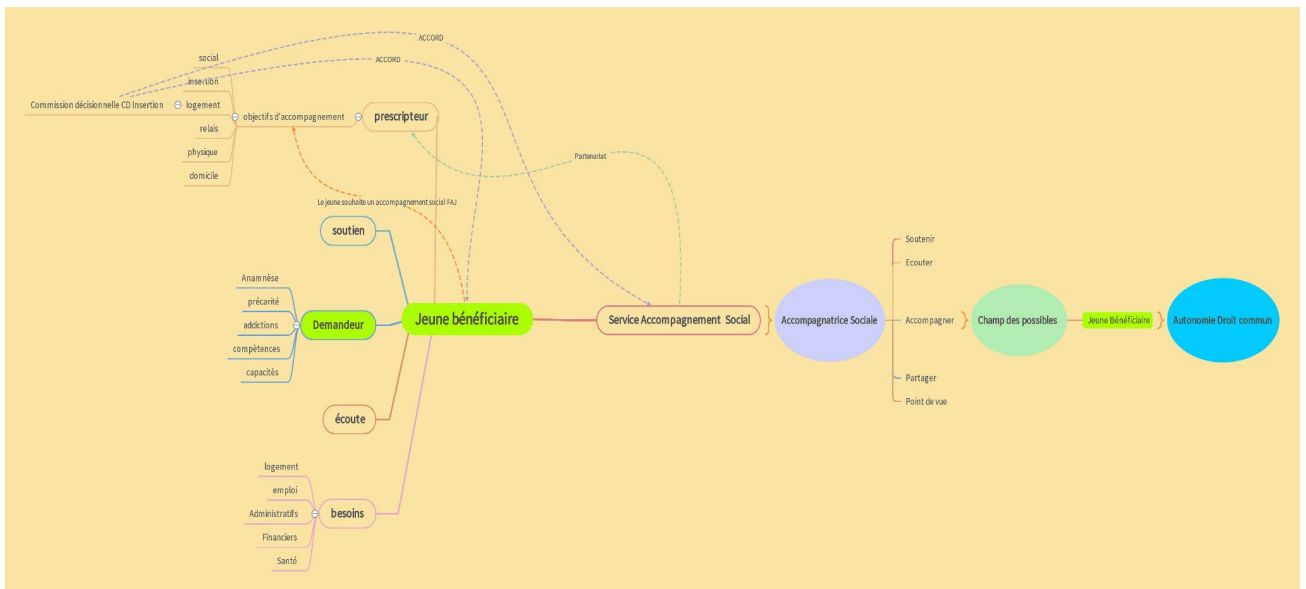 ACCORD
ACCORD
social
insertion
Commission décisionnelle CD Insertion
logement
objectifs d'accompagnement
prescripteur
relais
physique
domicile
Partenariat
Le jeune souhaite un accompagnement social FAJ
soutien
Anamnèse
précarité
addictions
compétences
capacités
Demandeur
Jeune bénéficiaire
écoute
logement
emploi
Administratifs
Financiers
Santé
besoins
Service Accompagnement Social
Accompagnatrice Sociale
Soutenir
Ecouter
Accompagner
Partager
Point de vue
Champ des possibles
Jeune Bénéficiaire
Autonomie Droit commun